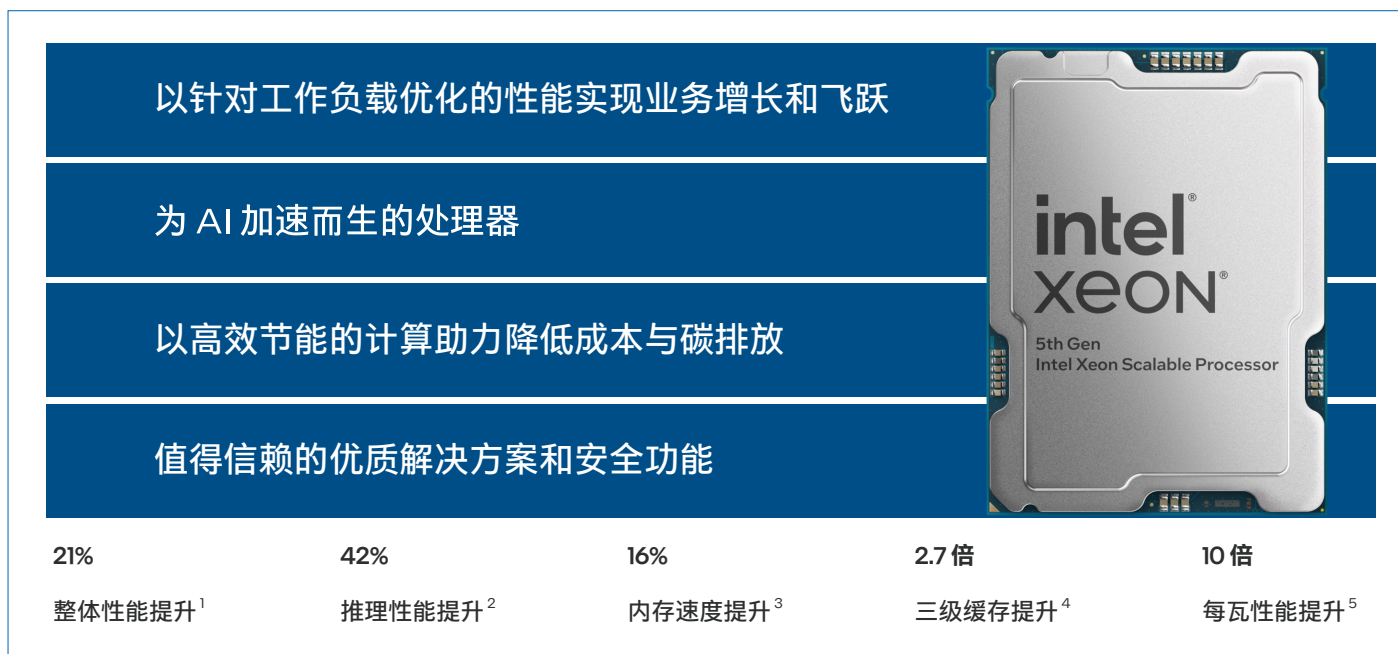 以针对工作负载优化的性能实现业务增长和飞跃
为 AI 加速而生的处理器
以高效节能的计算助力降低成本与碳排放
值得信赖的优质解决方案和安全功能
intel®
xeon®
5th Gen
Intel Xeon Scalable Processor
21%
整体性能提升1
42%
推理性能提升2
16%
内存速度提升3
2.7 倍
三级缓存提升4
10 倍
每瓦性能提升5